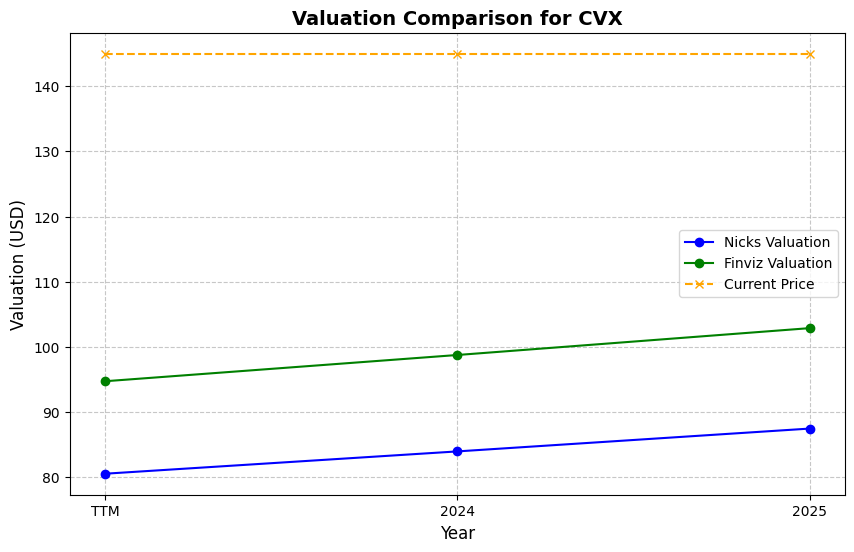 Valuation Comparison for CVX
Valuation (USD)
140
130
120
110
100
90
80
Nicks Valuation
Finviz Valuation
Current Price
TTM 2024 2025
Year